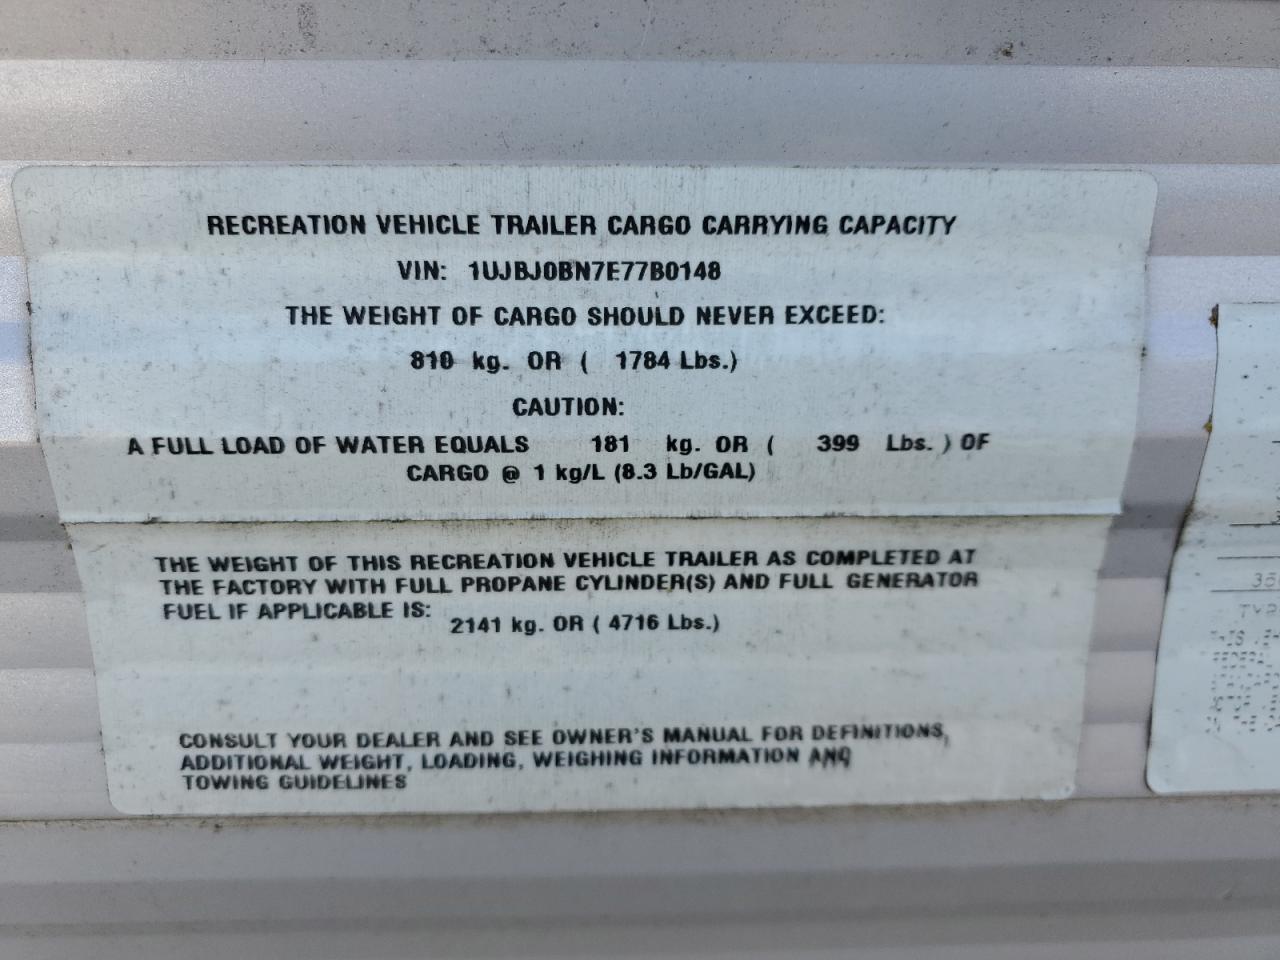 RECREATION VEHICLE TRAILER CARGO CARRYING CAPACITY
VIN: 1UJBJ0BN7E77B0148
THE WEIGHT OF CARGO SHOULD NEVER EXCEED:
810 kg. OR ( 1784 Lbs.)
CAUTION:
A FULL LOAD OF WATER EQUALS 181 kg. OR ( 399 Lbs. ) OF
CARGO @ 1 kg/L (8.3 Lb/GAL)
THE WEIGHT OF THIS RECREATION VEHICLE TRAILER AS COMPLETED AT
THE FACTORY WITH FULL PROPANE CYLINDER(S) AND FULL GENERATOR
FUEL IF APPLICABLE IS:
2141 kg. OR ( 4716 Lbs.)
CONSULT YOUR DEALER AND SEE OWNER'S MANUAL FOR DEFINITIONS,
ADDITIONAL WEIGHT, LOADING, WEIGHING INFORMATION AND
TOWING GUIDELINES